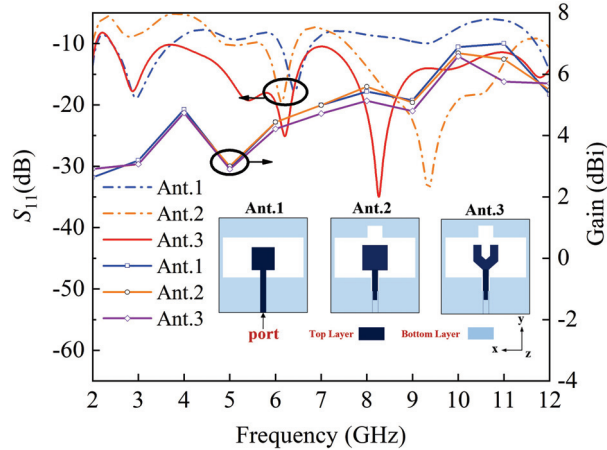 -10
-20
-30
-40
-50
-60
S11(dB)
8
6
4
2
0
-2
-4
Gain (dBi)
Ant.1
Ant.2
Ant.3
Ant.1
Ant.2
Ant.3
Ant.1 Ant.2 Ant.3
port
Top Layer Bottom Layer
y
x
z
2 3 4 5 6 7 8 9 10 11 12
Frequency (GHz)